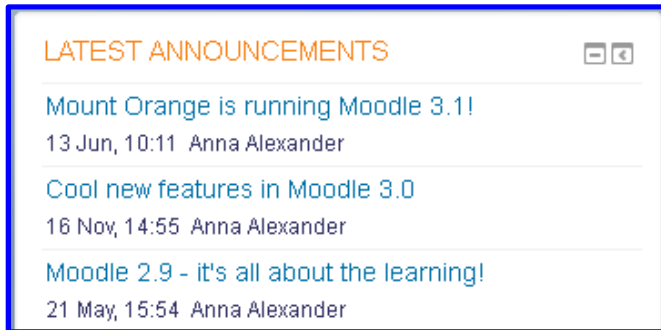 LATEST ANNOUNCEMENTS
Mount Orange is running Moodle 3.1!
13 Jun, 10:11 Anna Alexander
Cool new features in Moodle 3.0
16 Nov, 14:55 Anna Alexander
Moodle 2.9 - it's all about the learning!
21 May, 15:54 Anna Alexander